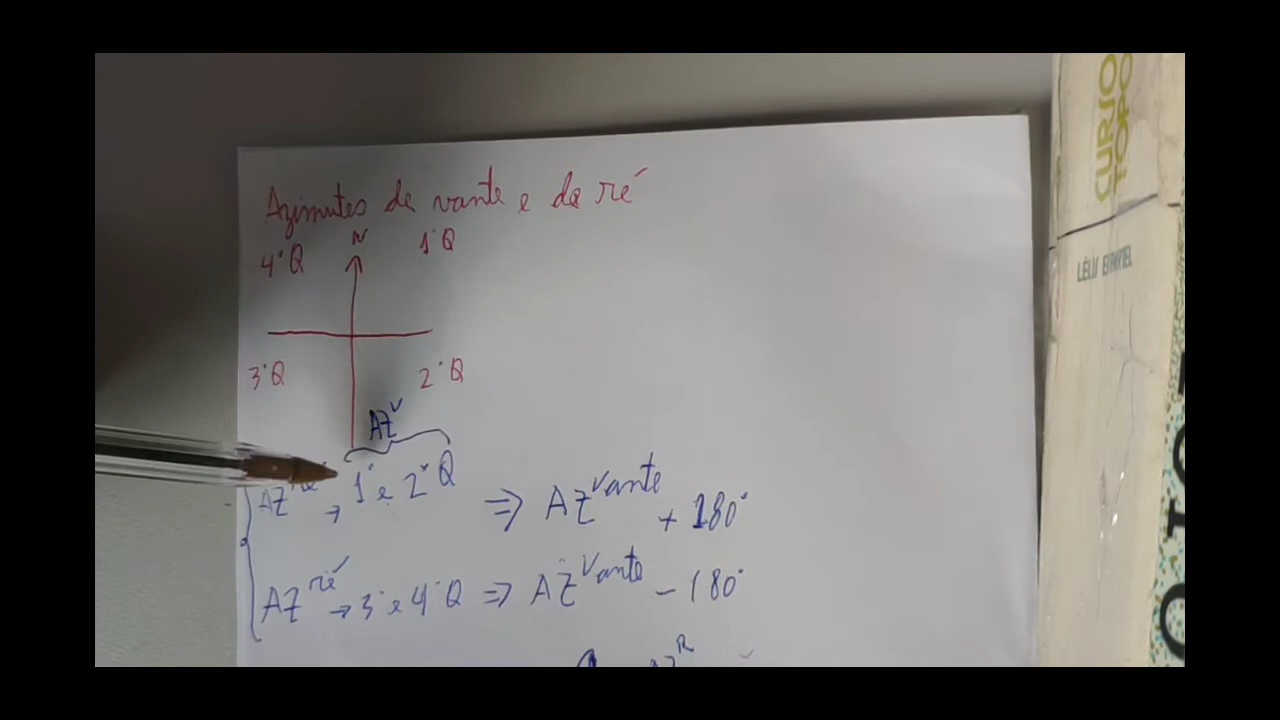 Azimutes de vante e de ré
N
4° Q 1° Q
3° Q 2° Q
AZ^v
AZ^ré → 1° e 2° Q ⇒ AZ^vante + 180°
AZ^ré → 3° e 4° Q ⇒ AZ^vante - 180°
CURSO
TOPO
LÉLIS